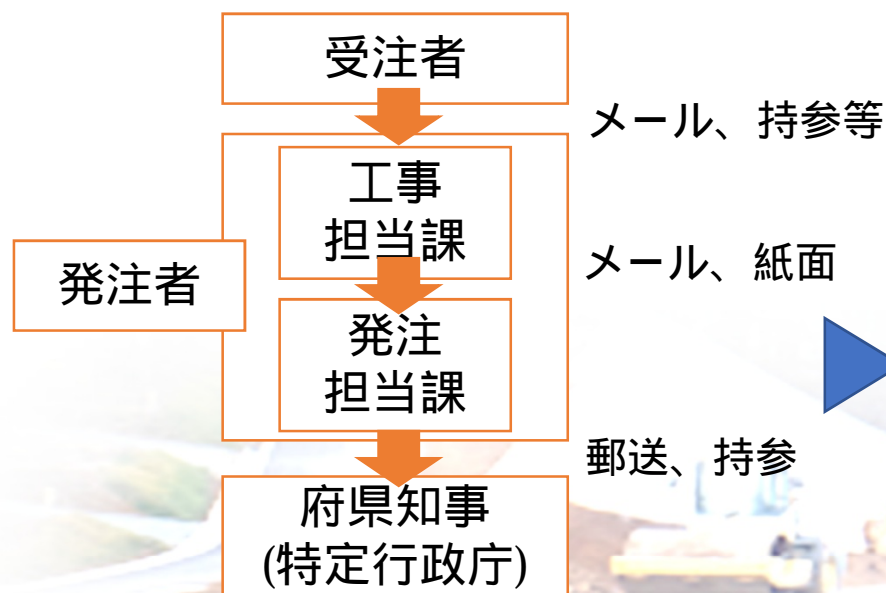 受注者
メール、持参等
工事
担当課
発注者
メール、紙面
発注
担当課
郵送、持参
府県知事
(特定行政庁)